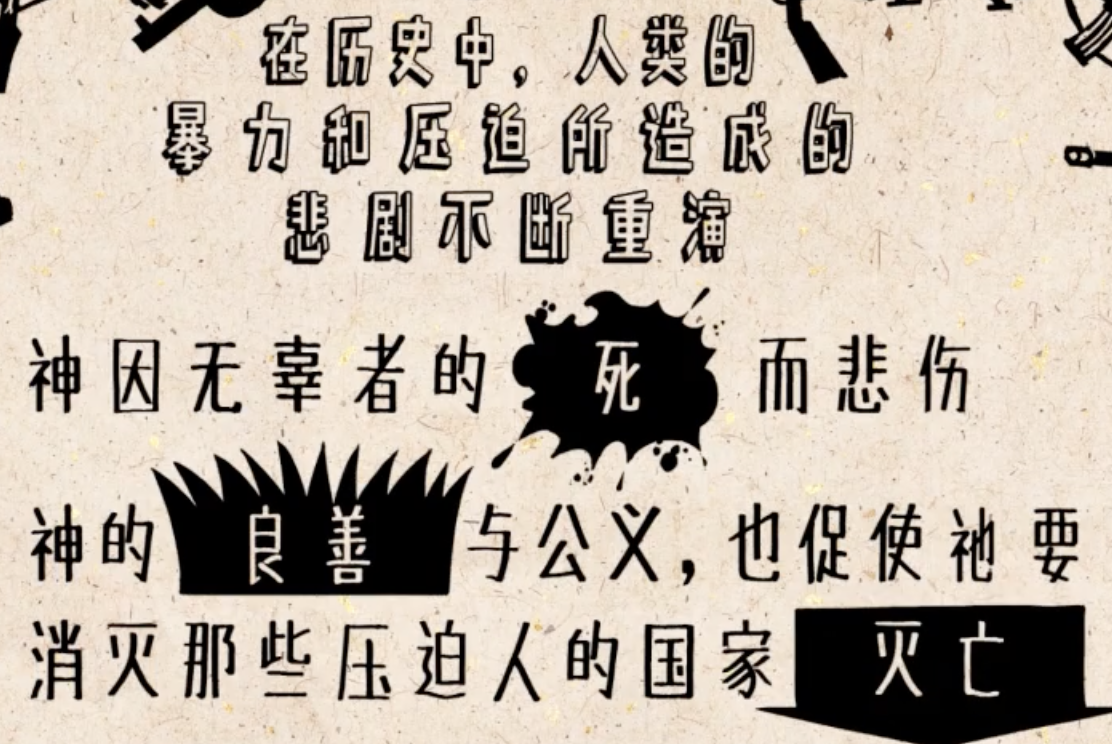 在历史中，人类的
暴力和压迫所造成的
悲剧不断重演
神因无辜者的死而悲伤
神的良善与公义，也促使祂要
消灭那些压迫人的国家灭亡